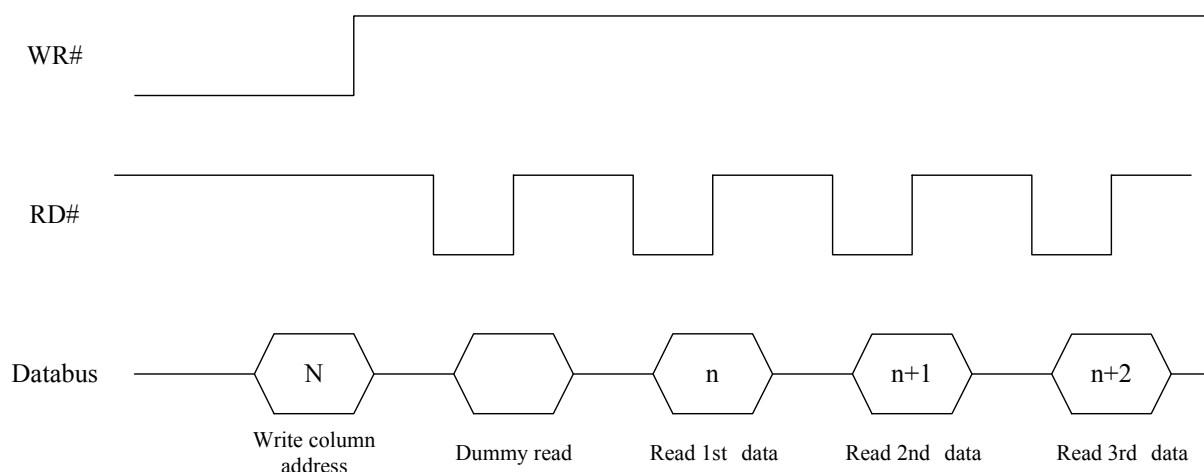 WR#
RD#
Databus
N
n
n+1
n+2
Write column
address
Dummy read
Read 1st data
Read 2nd data
Read 3rd data